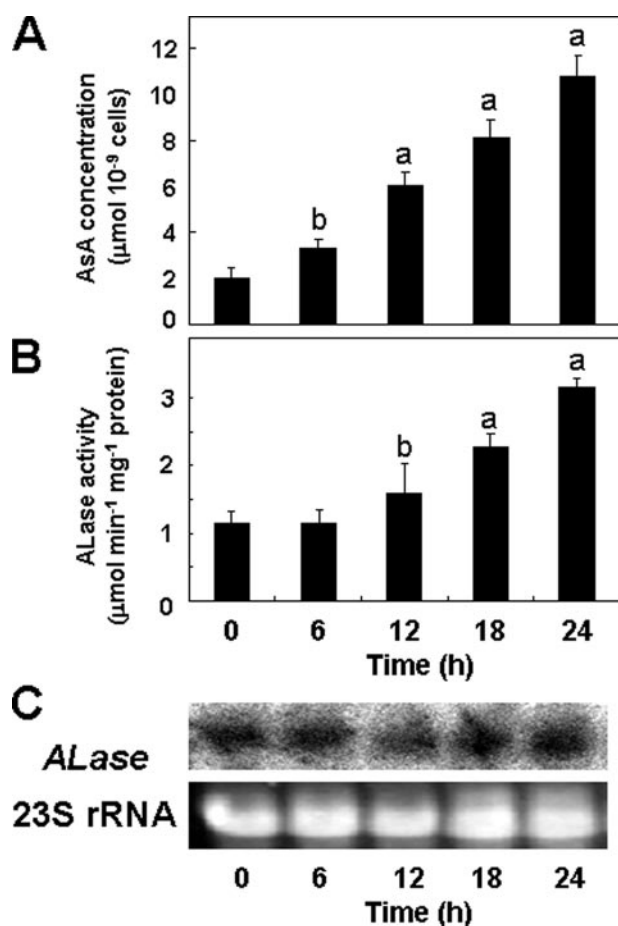 A
AsA concentration
(μmol 10⁻⁹ cells)
12
10
8
6
4
2
0
b
a
a
a
B
ALase activity
(μmol min⁻¹ mg⁻¹ protein)
3
2
1
0
b
a
a
0 6 12 18 24
Time (h)
C
ALase
23S rRNA
0 6 12 18 24
Time (h)